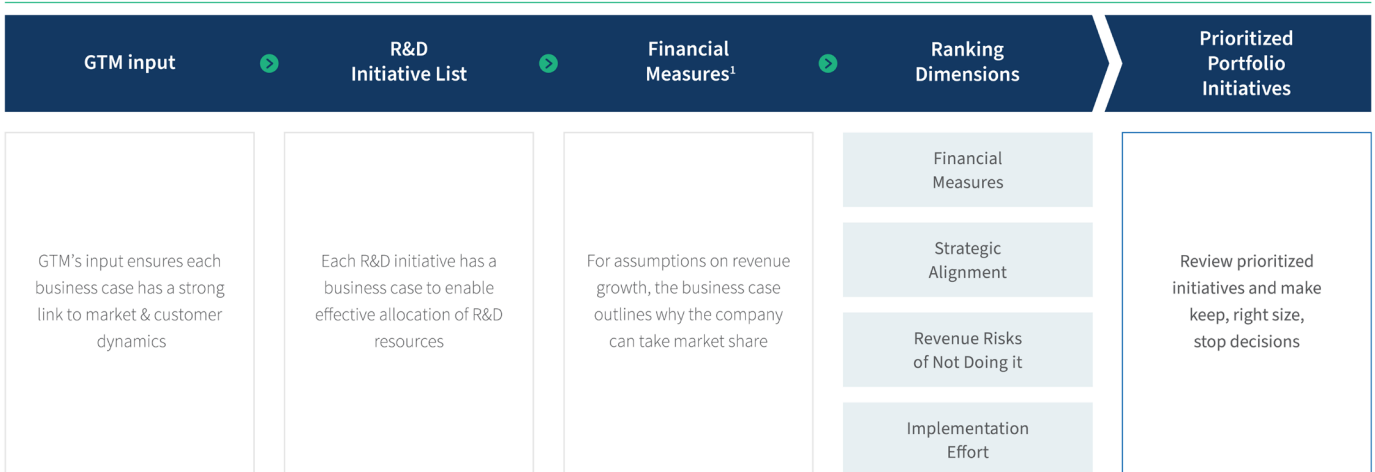 GTM input
R&D
Initiative List
Financial
Measures¹
Ranking
Dimensions
Prioritized
Portfolio
Initiatives
GTM's input ensures each
business case has a strong
link to market & customer
dynamics
Each R&D initiative has a
business case to enable
effective allocation of R&D
resources
For assumptions on revenue
growth, the business case
outlines why the company
can take market share
Financial
Measures
Strategic
Alignment
Revenue Risks
of Not Doing it
Implementation
Effort
Review prioritized
initiatives and make
keep, right size,
stop decisions